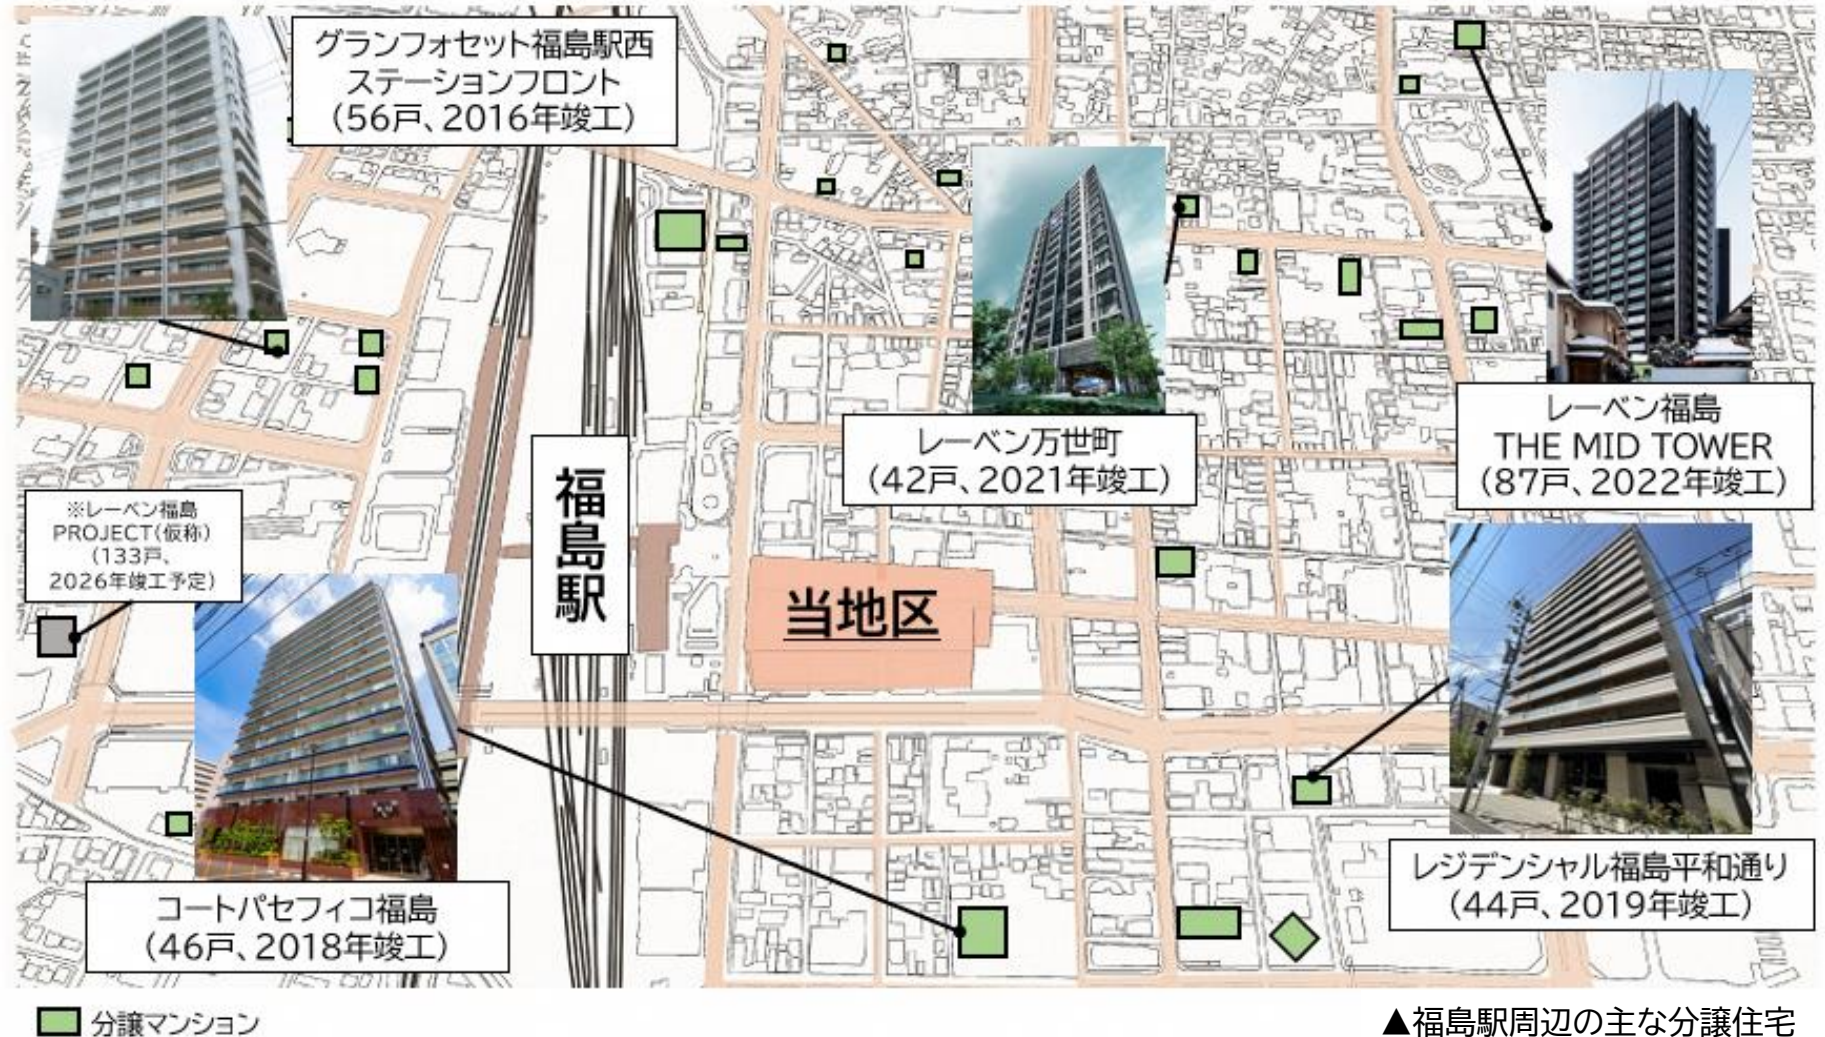 グランフォセット福島駅西
ステーションフロント
(56戸、2016年竣工)
レーベン万世町
(42戸、2021年竣工)
レーベン福島
THE MID TOWER
(87戸、2022年竣工)
福島駅
※レーベン福島
PROJECT(仮称)
(133戸、
2026年竣工予定)
当地区
コートパセフィコ福島
(46戸、2018年竣工)
レジデンシャル福島平和通り
(44戸、2019年竣工)
分譲マンション
▲福島駅周辺の主な分譲住宅